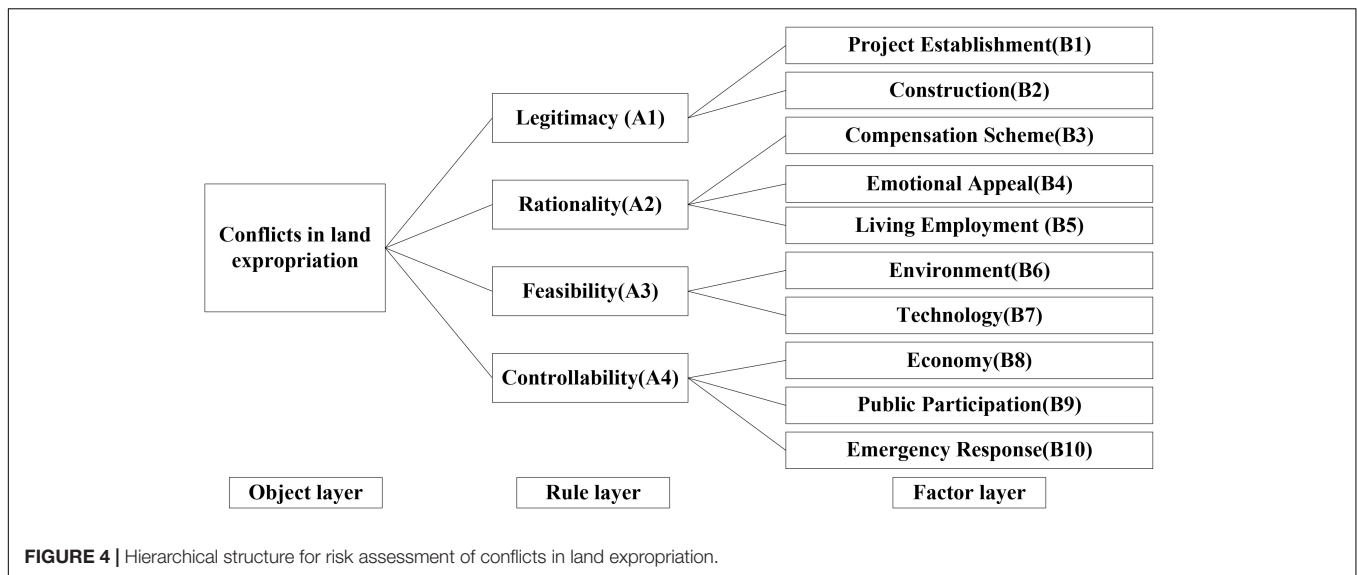 Project Establishment(B1)
Construction(B2)
Legitimacy (A1)
Compensation Scheme(B3)
Emotional Appeal(B4)
Rationality(A2)
Living Employment (B5)
Conflicts in land
expropriation
Environment(B6)
Feasibility(A3)
Technology(B7)
Economy(B8)
Controllability(A4)
Public Participation(B9)
Emergency Response(B10)
Object layer
Rule layer
Factor layer
FIGURE 4 | Hierarchical structure for risk assessment of conflicts in land expropriation.